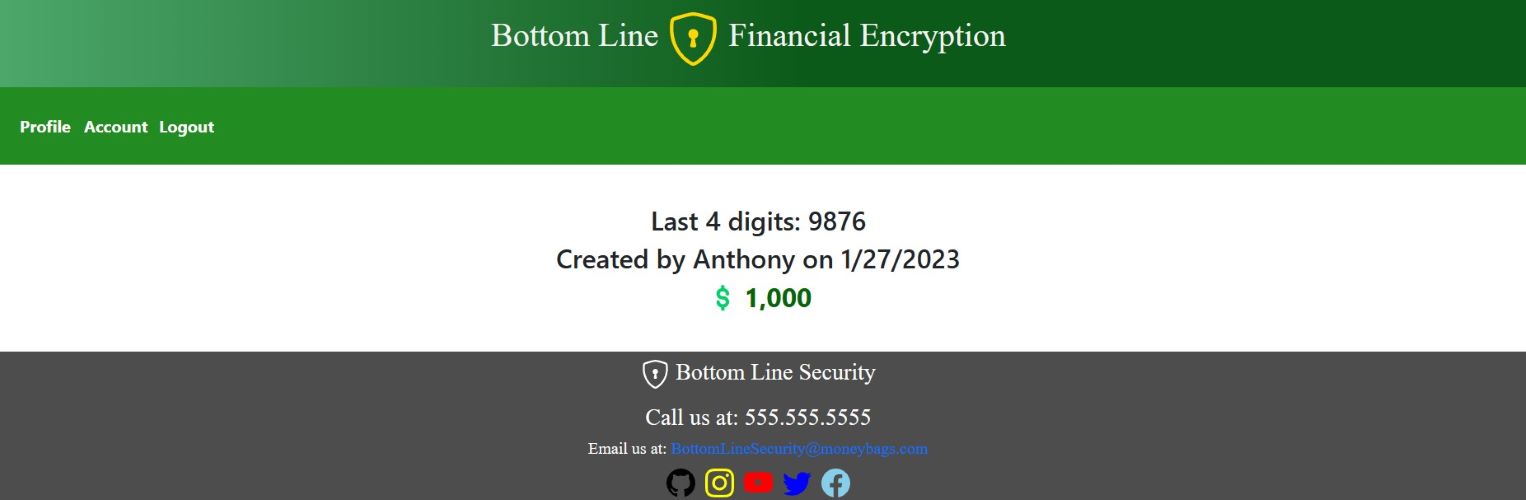 Bottom Line Financial Encryption
Profile Account Logout
Last 4 digits: 9876
Created by Anthony on 1/27/2023
$ 1,000
Bottom Line Security
Call us at: 555.555.5555
Email us at: BottomLineSecurity@moneybags.com